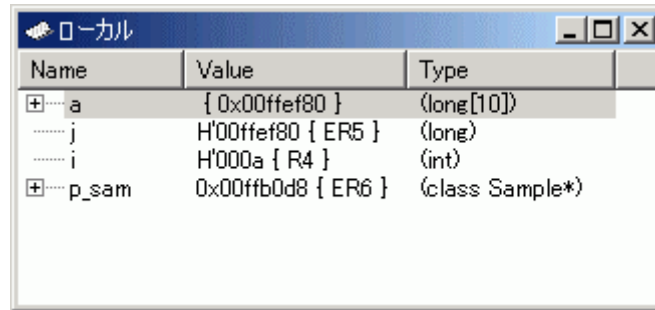 ローカル
Name Value Type
a { 0x00ffef80 } (long[10])
j H'00ffef80 { ER5 } (long)
i H'000a { R4 } (int)
p_sam 0x00ffb0d8 { ER6 } (class Sample*)